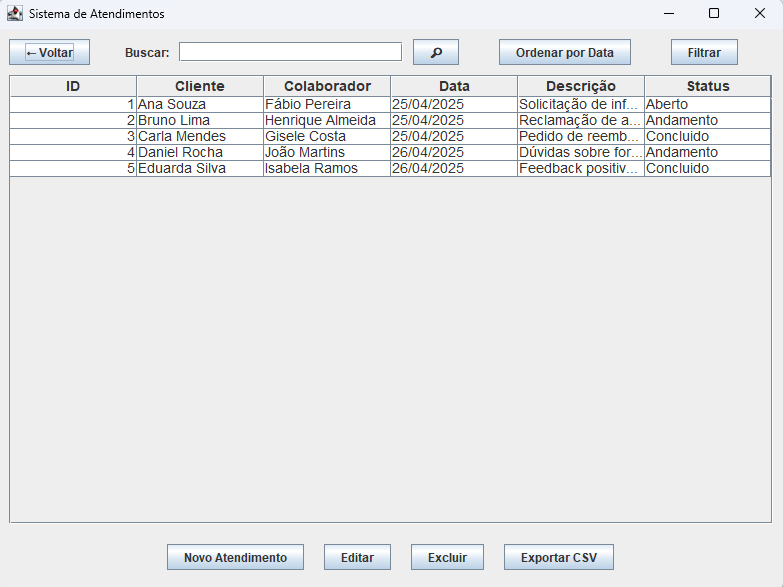 Sistema de Atendimentos
←Voltar Buscar: Ordenar por Data Filtrar
ID Cliente Colaborador Data Descrição Status
1 Ana Souza Fábio Pereira 25/04/2025 Solicitação de inf... Aberto
2 Bruno Lima Henrique Almeida 25/04/2025 Reclamação de a... Andamento
3 Carla Mendes Gisele Costa 25/04/2025 Pedido de reemb... Concluido
4 Daniel Rocha João Martins 26/04/2025 Dúvidas sobre for... Andamento
5 Eduarda Silva Isabela Ramos 26/04/2025 Feedback positiv... Concluido
Novo Atendimento Editar Excluir Exportar CSV